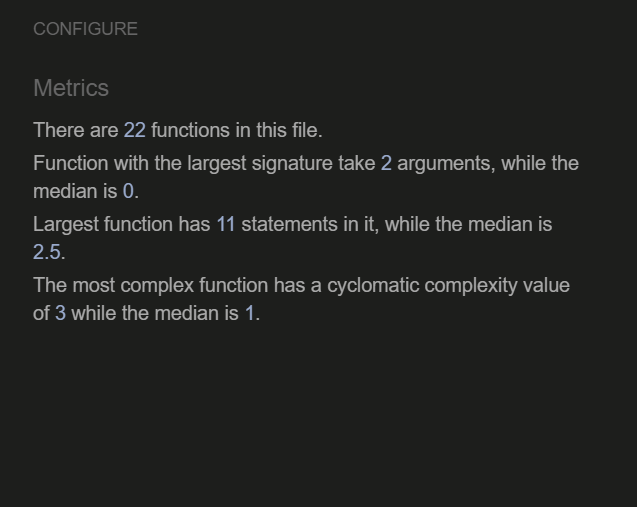 CONFIGURE
Metrics
There are 22 functions in this file.
Function with the largest signature take 2 arguments, while the
median is 0.
Largest function has 11 statements in it, while the median is
2.5.
The most complex function has a cyclomatic complexity value
of 3 while the median is 1.